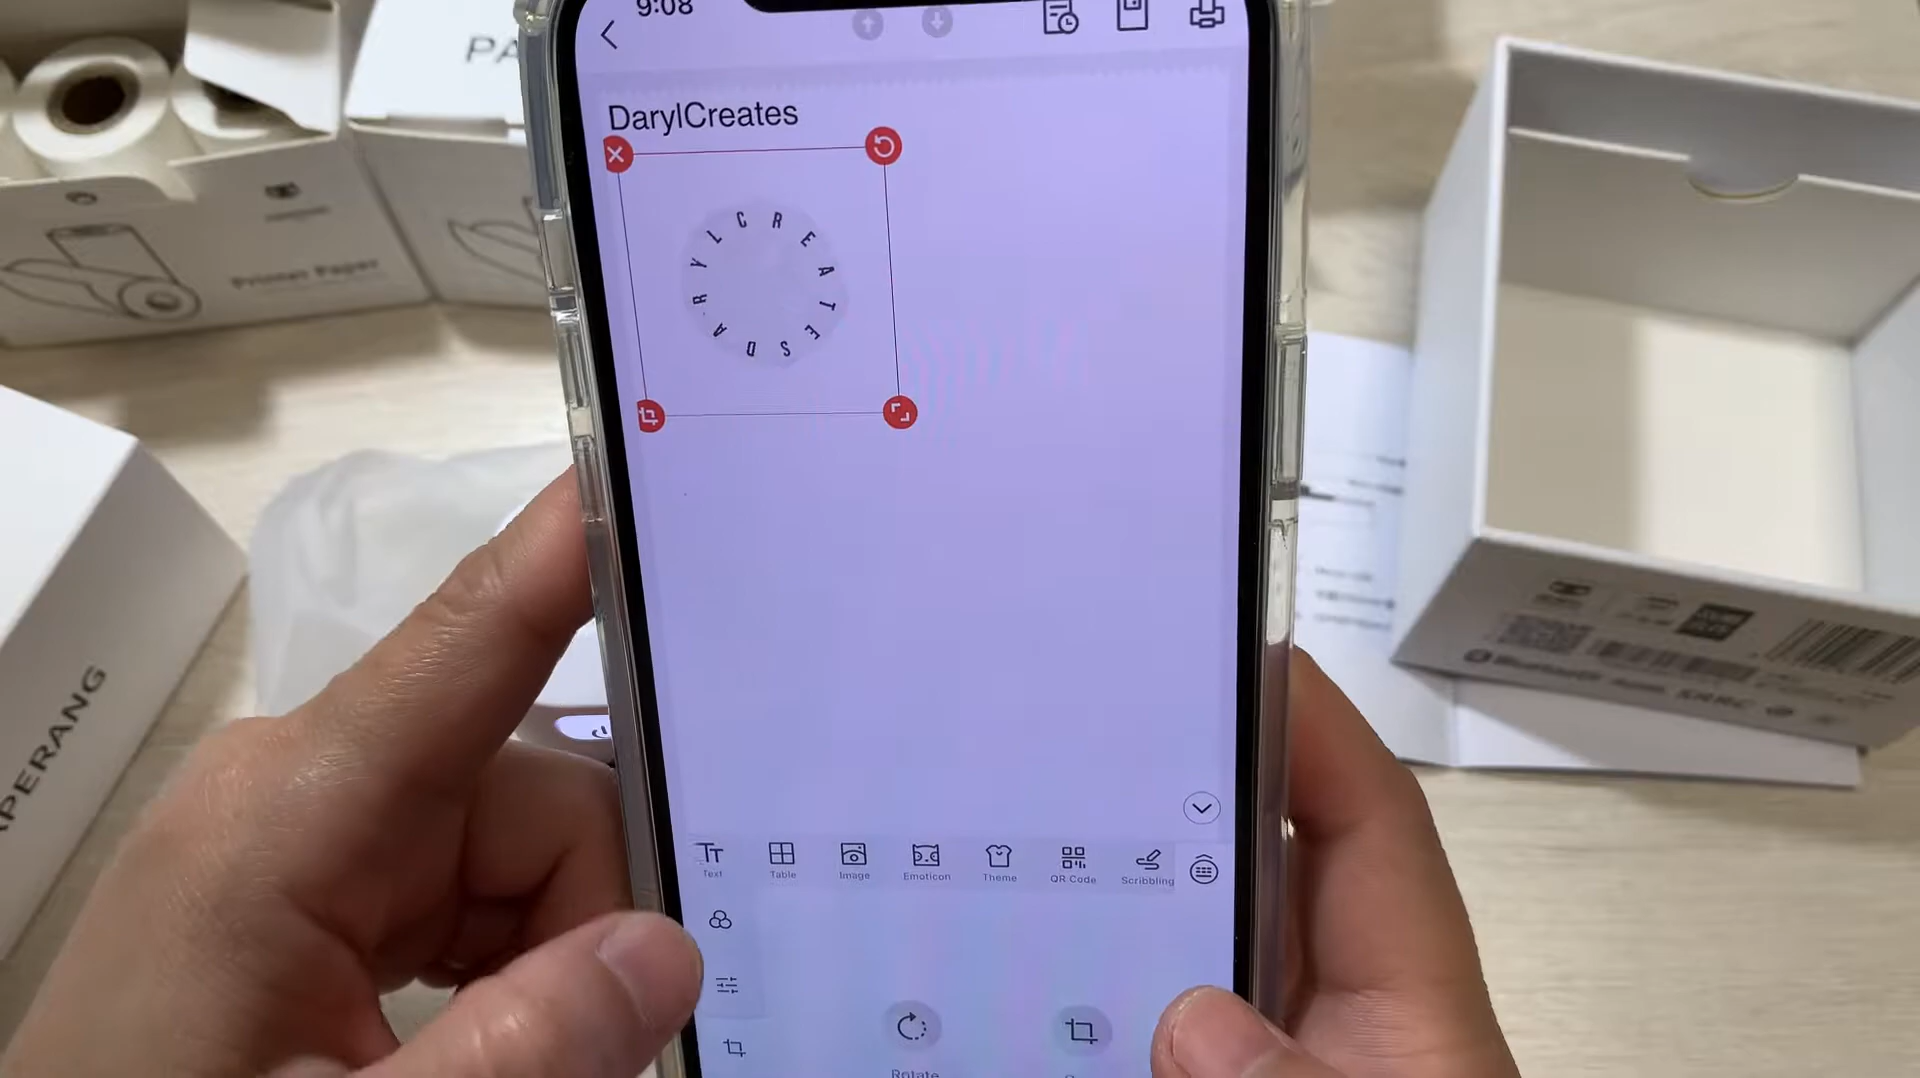 9:08
PA
DarylCreates
DARYLCREATES
Printer Paper
PERANG
Text Table Image Emoticon Theme QR Code Scribbling
Rotate